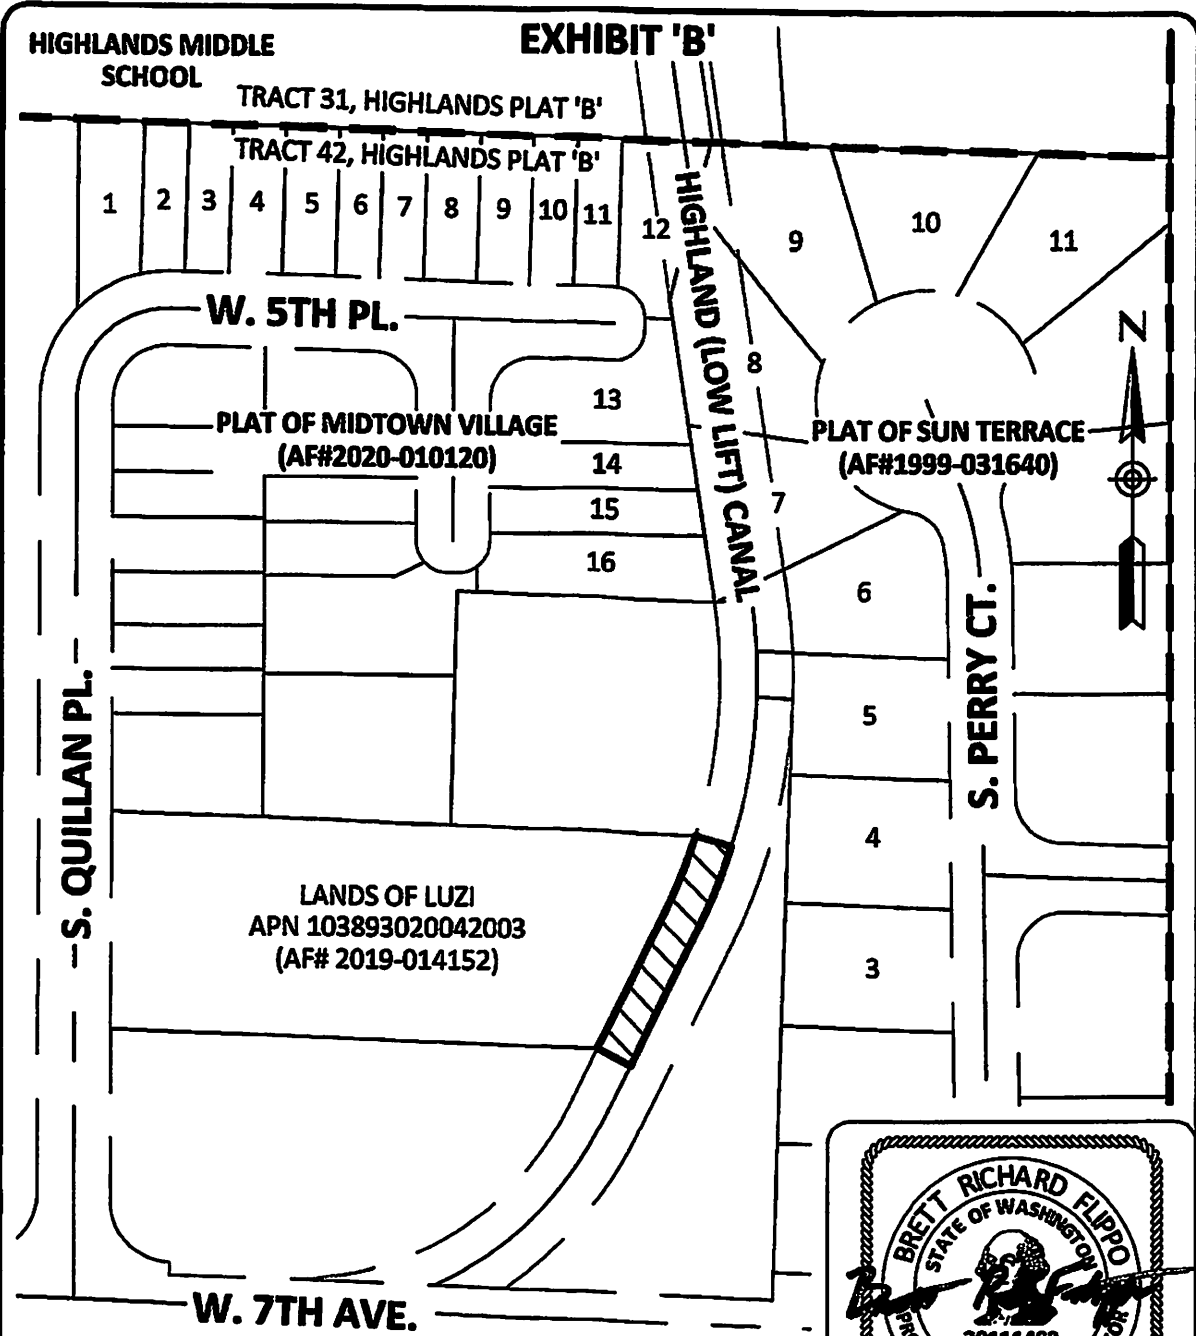 EXHIBIT 'B'
HIGHLANDS MIDDLE
SCHOOL
TRACT 31, HIGHLANDS PLAT 'B'
TRACT 42, HIGHLANDS PLAT 'B'
1
2
3
4
5
6
7
8
9
10
11
12
9
10
11
HIGHLAND (LOW LIFT) CANAL
W. 5TH PL.
N
8
13
PLAT OF MIDTOWN VILLAGE
(AF#2020-010120)
PLAT OF SUN TERRACE
(AF#1999-031640)
14
15
7
16
6
S. QUILLAN PL.
S. PERRY CT.
5
4
LANDS OF LUZI
APN 103893020042003
(AF# 2019-014152)
3
BRETT RICHARD FLIPPO
STATE OF WASHINGTON
W. 7TH AVE.